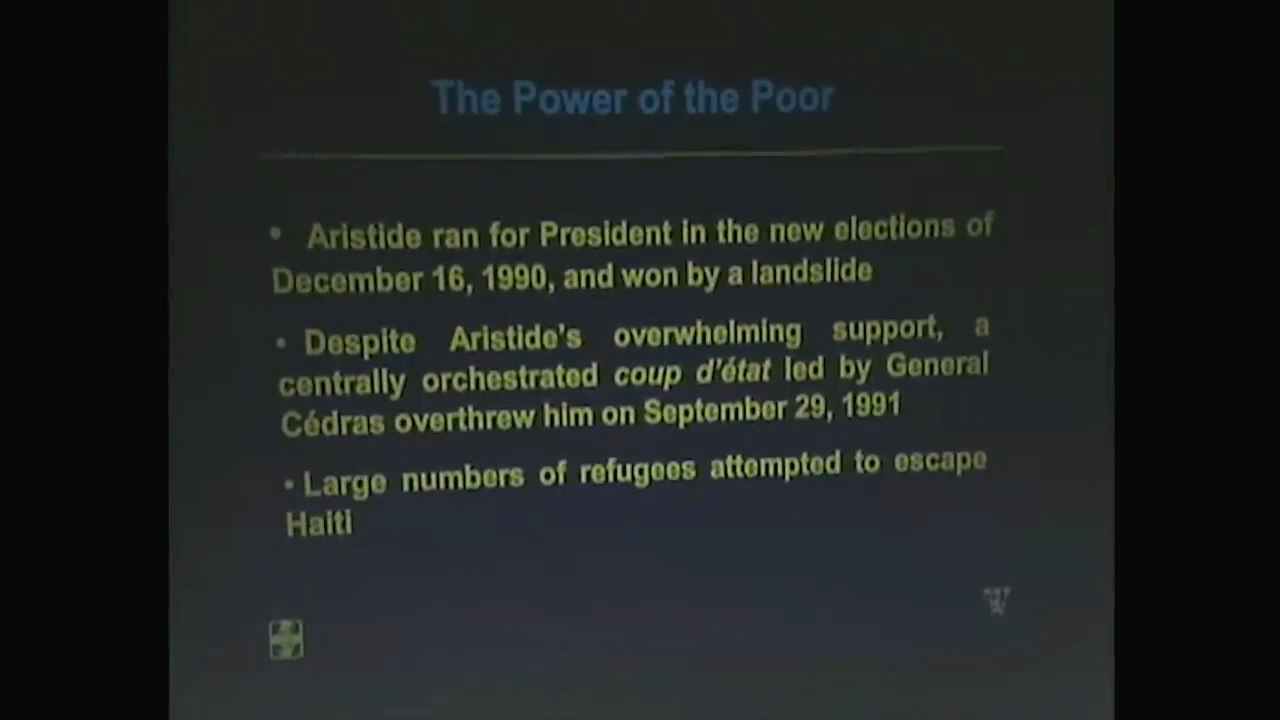 The Power of the Poor
• Aristide ran for President in the new elections of
December 16, 1990, and won by a landslide
• Despite Aristide's overwhelming support, a
centrally orchestrated coup d'état led by General
Cédras overthrew him on September 29, 1991
• Large numbers of refugees attempted to escape
Haiti